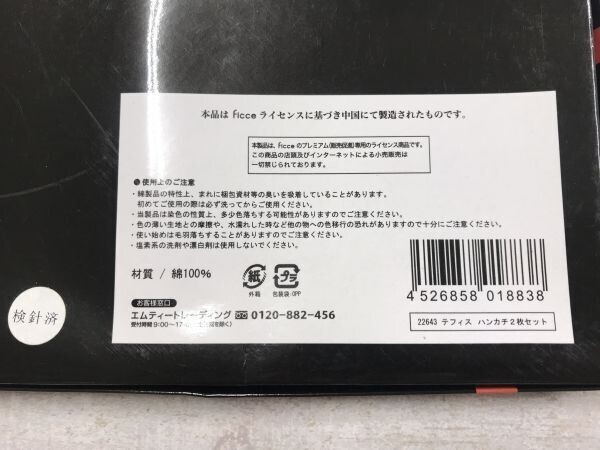 本品は ficce ライセンスに基づき中国にて製造されたものです。
本製品は、ficce のプレミアム(販売促進)専用のライセンス商品です。
この商品の店頭及びインターネットによる小売販売は
一切禁じられております。
● 使用上のご注意
・綿製品の特性上、まれに梱包資材等の臭いを吸着していることがあります。
初めてご使用の際は必ず洗ってからご使用ください。
・当製品は染色の性質上、多少色落ちする可能性がありますのでご注意ください。
・色の薄い生地との摩擦や、水濡れした時など他の物への色移行の恐れがありますので十分にご注意ください。
・使い始めは毛羽落ちすることがあります。
・塩素系の洗剤や漂白剤は使用しないでください。
材質 / 綿100%
紙
外箱
プラ
包装袋:OPP
4 526858 018838
お客様窓口
エムティートレーディング 0120-882-456
受付時間 9:00~17:
を除く)
22643 テフィス ハンカチ2枚セット
検針済